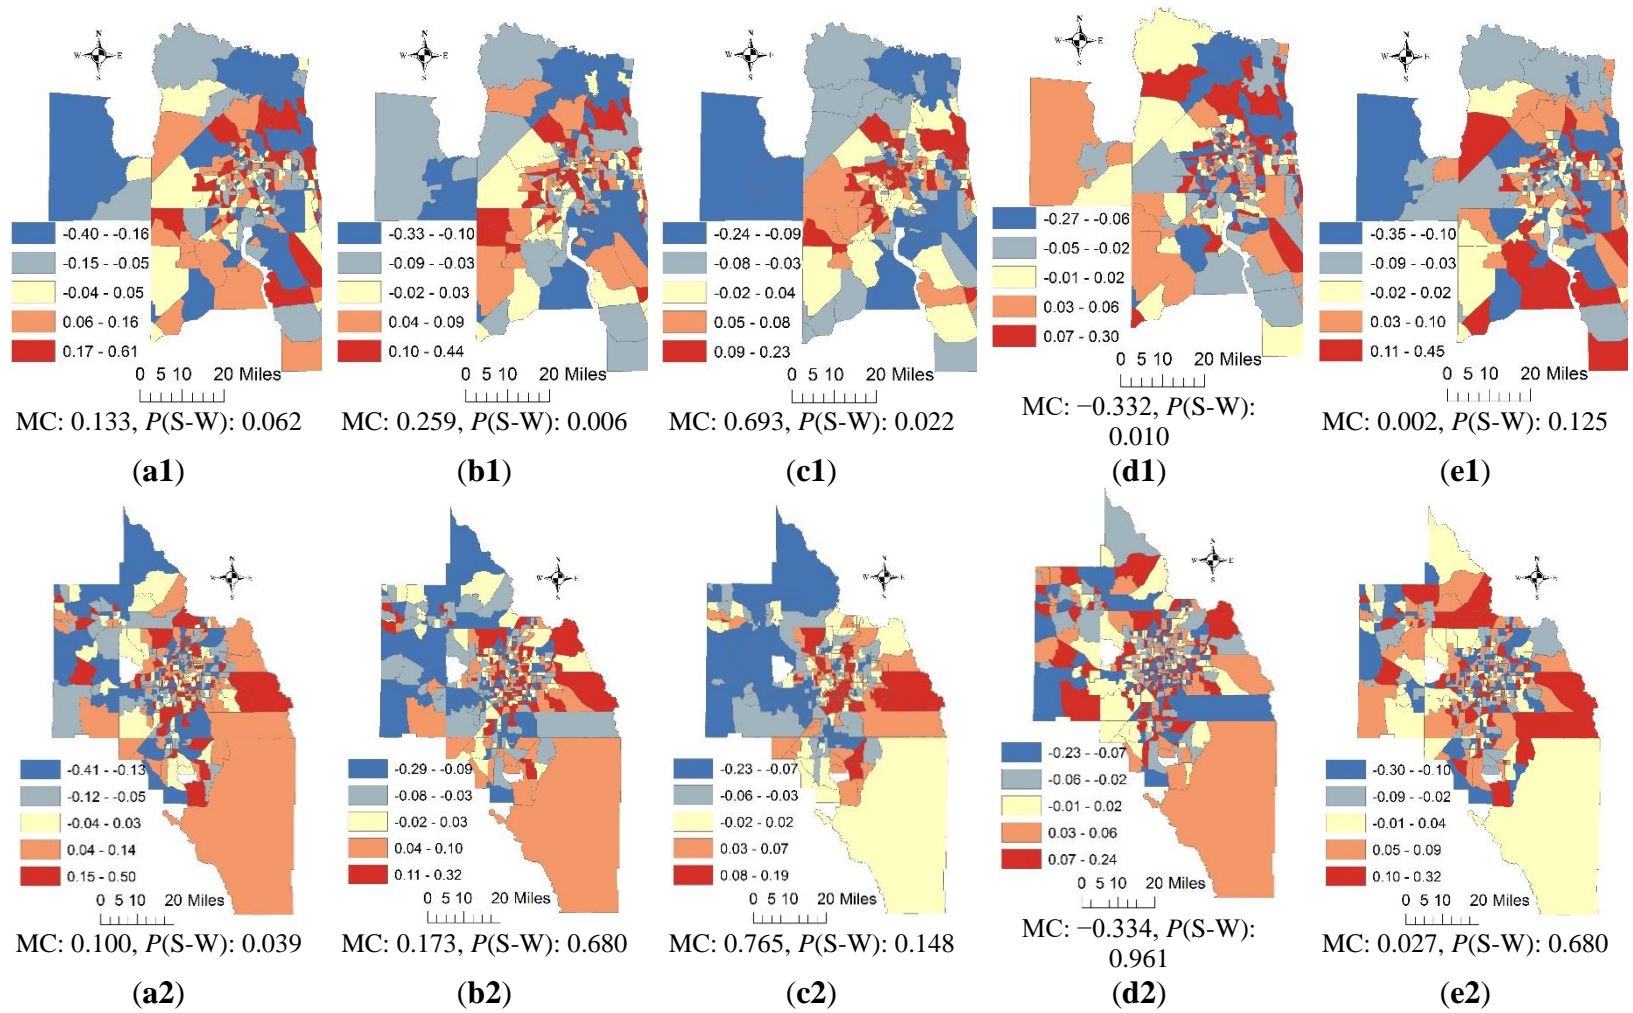 N
W E
S
-0.40 - -0.16
-0.15 - -0.05
-0.04 - 0.05
0.06 - 0.16
0.17 - 0.61
0 5 10 20 Miles
MC: 0.133, P(S-W): 0.062
(a1)
N
W E
S
-0.33 - -0.10
-0.09 - -0.03
-0.02 - 0.03
0.04 - 0.09
0.10 - 0.44
0 5 10 20 Miles
MC: 0.259, P(S-W): 0.006
(b1)
N
W E
S
-0.24 - -0.09
-0.08 - -0.03
-0.02 - 0.04
0.05 - 0.08
0.09 - 0.23
0 5 10 20 Miles
MC: 0.693, P(S-W): 0.022
(c1)
N
W E
S
-0.27 - -0.06
-0.05 - -0.02
-0.01 - 0.02
0.03 - 0.06
0.07 - 0.30
0 5 10 20 Miles
MC: −0.332, P(S-W):
0.010
(d1)
N
W E
S
-0.35 - -0.10
-0.09 - -0.03
-0.02 - 0.02
0.03 - 0.10
0.11 - 0.45
0 5 10 20 Miles
MC: 0.002, P(S-W): 0.125
(e1)
N
W E
S
-0.41 - -0.13
-0.12 - -0.05
-0.04 - 0.03
0.04 - 0.14
0.15 - 0.50
0 5 10 20 Miles
MC: 0.100, P(S-W): 0.039
(a2)
N
W E
S
-0.29 - -0.09
-0.08 - -0.03
-0.02 - 0.03
0.04 - 0.10
0.11 - 0.32
0 5 10 20 Miles
MC: 0.173, P(S-W): 0.680
(b2)
N
W E
S
-0.23 - -0.07
-0.06 - -0.03
-0.02 - 0.02
0.03 - 0.07
0.08 - 0.19
0 5 10 20 Miles
MC: 0.765, P(S-W): 0.148
(c2)
N
W E
S
-0.23 - -0.07
-0.06 - -0.02
-0.01 - 0.02
0.03 - 0.06
0.07 - 0.24
0 5 10 20 Miles
MC: −0.334, P(S-W):
0.961
(d2)
N
W E
S
-0.30 - -0.10
-0.09 - -0.02
-0.01 - 0.04
0.05 - 0.09
0.10 - 0.32
0 5 10 20 Miles
MC: 0.027, P(S-W): 0.680
(e2)